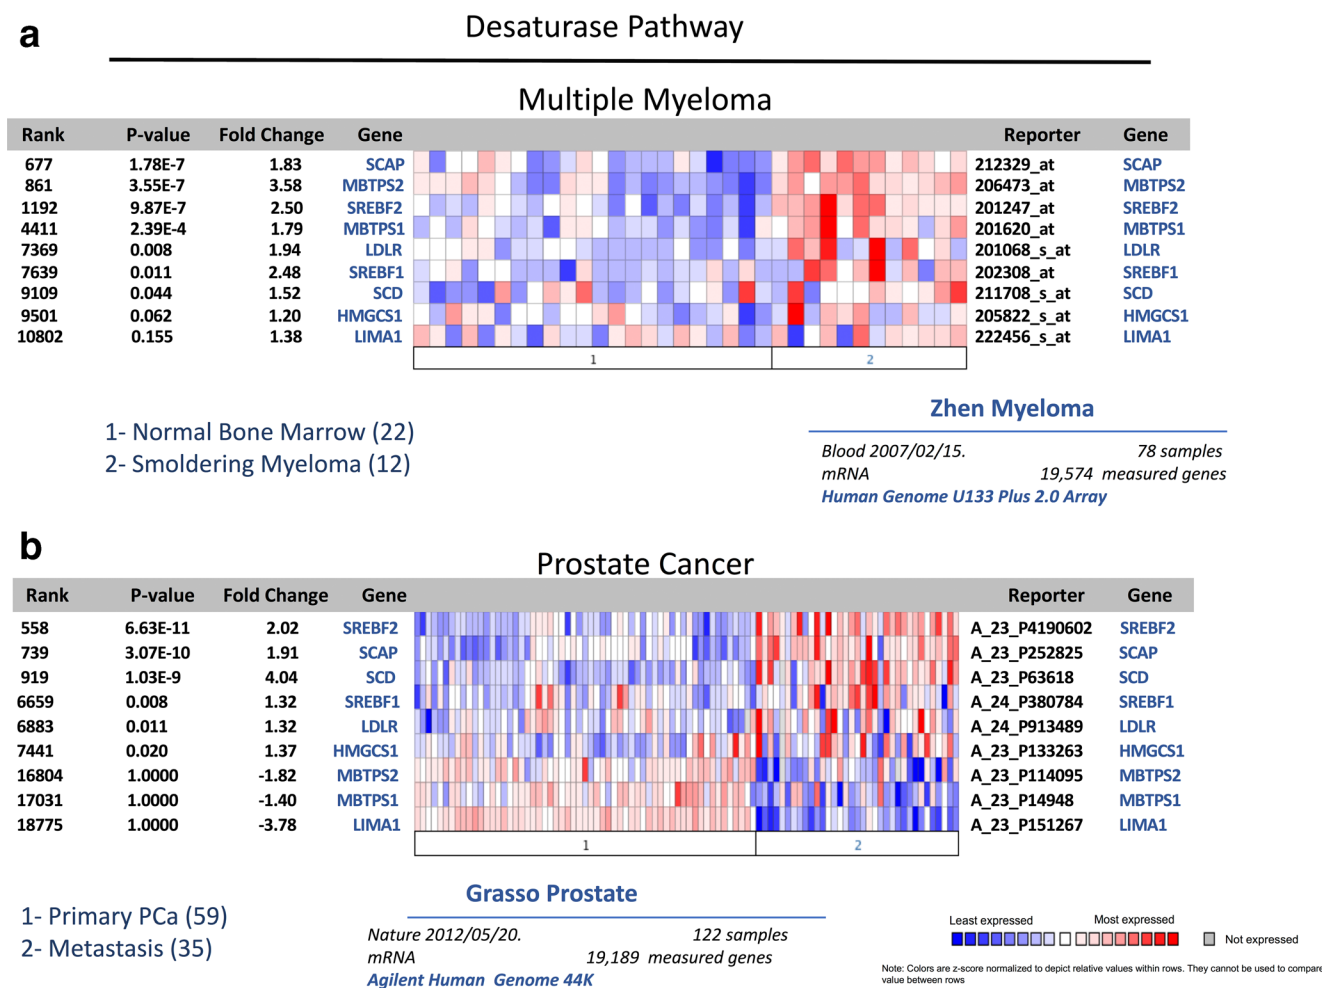 a
Desaturase Pathway
Multiple Myeloma
Rank P-value Fold Change Gene Reporter Gene
677 1.78E-7 1.83 SCAP 212329_at SCAP
861 3.55E-7 3.58 MBTPS2 206473_at MBTPS2
1192 9.87E-7 2.50 SREBF2 201247_at SREBF2
4411 2.39E-4 1.79 MBTPS1 201620_at MBTPS1
7369 0.008 1.94 LDLR 201068_s_at LDLR
7639 0.011 2.48 SREBF1 202308_at SREBF1
9109 0.044 1.52 SCD 211708_s_at SCD
9501 0.062 1.20 HMGCS1 205822_s_at HMGCS1
10802 0.155 1.38 LIMA1 222456_s_at LIMA1
1 2
1- Normal Bone Marrow (22)
2- Smoldering Myeloma (12)
Zhen Myeloma
Blood 2007/02/15. 78 samples
mRNA 19,574 measured genes
Human Genome U133 Plus 2.0 Array
b
Prostate Cancer
Rank P-value Fold Change Gene Reporter Gene
558 6.63E-11 2.02 SREBF2 A_23_P4190602 SREBF2
739 3.07E-10 1.91 SCAP A_23_P252825 SCAP
919 1.03E-9 4.04 SCD A_23_P63618 SCD
6659 0.008 1.32 SREBF1 A_24_P380784 SREBF1
6883 0.011 1.32 LDLR A_24_P913489 LDLR
7441 0.020 1.37 HMGCS1 A_23_P133263 HMGCS1
16804 1.0000 -1.82 MBTPS2 A_23_P114095 MBTPS2
17031 1.0000 -1.40 MBTPS1 A_23_P14948 MBTPS1
18775 1.0000 -3.78 LIMA1 A_23_P151267 LIMA1
1 2
1- Primary PCa (59)
2- Metastasis (35)
Grasso Prostate
Nature 2012/05/20. 122 samples
mRNA 19,189 measured genes
Agilent Human Genome 44K
Least expressed Most expressed
Not expressed
Note: Colors are z-score normalized to depict relative values within rows. They cannot be used to compare
value between rows